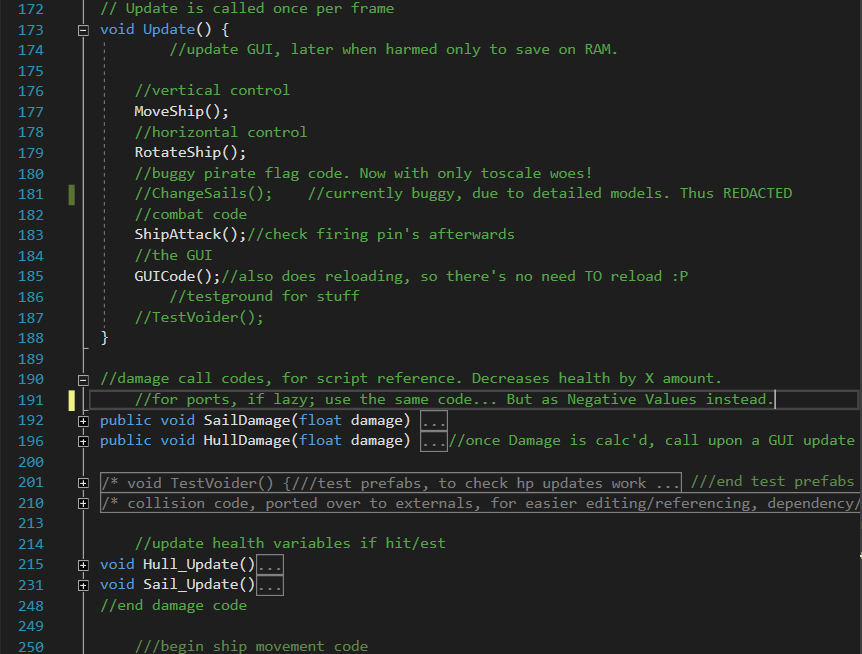 172 // Update is called once per frame
173 void Update() {
174 //update GUI, later when harmed only to save on RAM.
175
176 //vertical control
177 MoveShip();
178 //horizontal control
179 RotateShip();
180 //buggy pirate flag code. Now with only toscale woes!
181 //ChangeSails(); //currently buggy, due to detailed models. Thus REDACTED
182 //combat code
183 ShipAttack();//check firing pin's afterwards
184 //the GUI
185 GUICode();//also does reloading, so there's no need TO reload :P
186 //testground for stuff
187 //TestVoider();
188 }
189
190 //damage call codes, for script reference. Decreases health by X amount.
191 //for ports, if lazy; use the same code... But as Negative Values instead.
192 public void SailDamage(float damage) ...
196 public void HullDamage(float damage) ...//once Damage is calc'd, call upon a GUI update
200
201 /* void TestVoider() {///test prefabs, to check hp updates work ... ///end test prefabs
210 /* collision code, ported over to externals, for easier editing/referencing, dependency/
213
214 //update health variables if hit/est
215 void Hull_Update()...
231 void Sail_Update()...
248 //end damage code
249
250 ///begin ship movement code